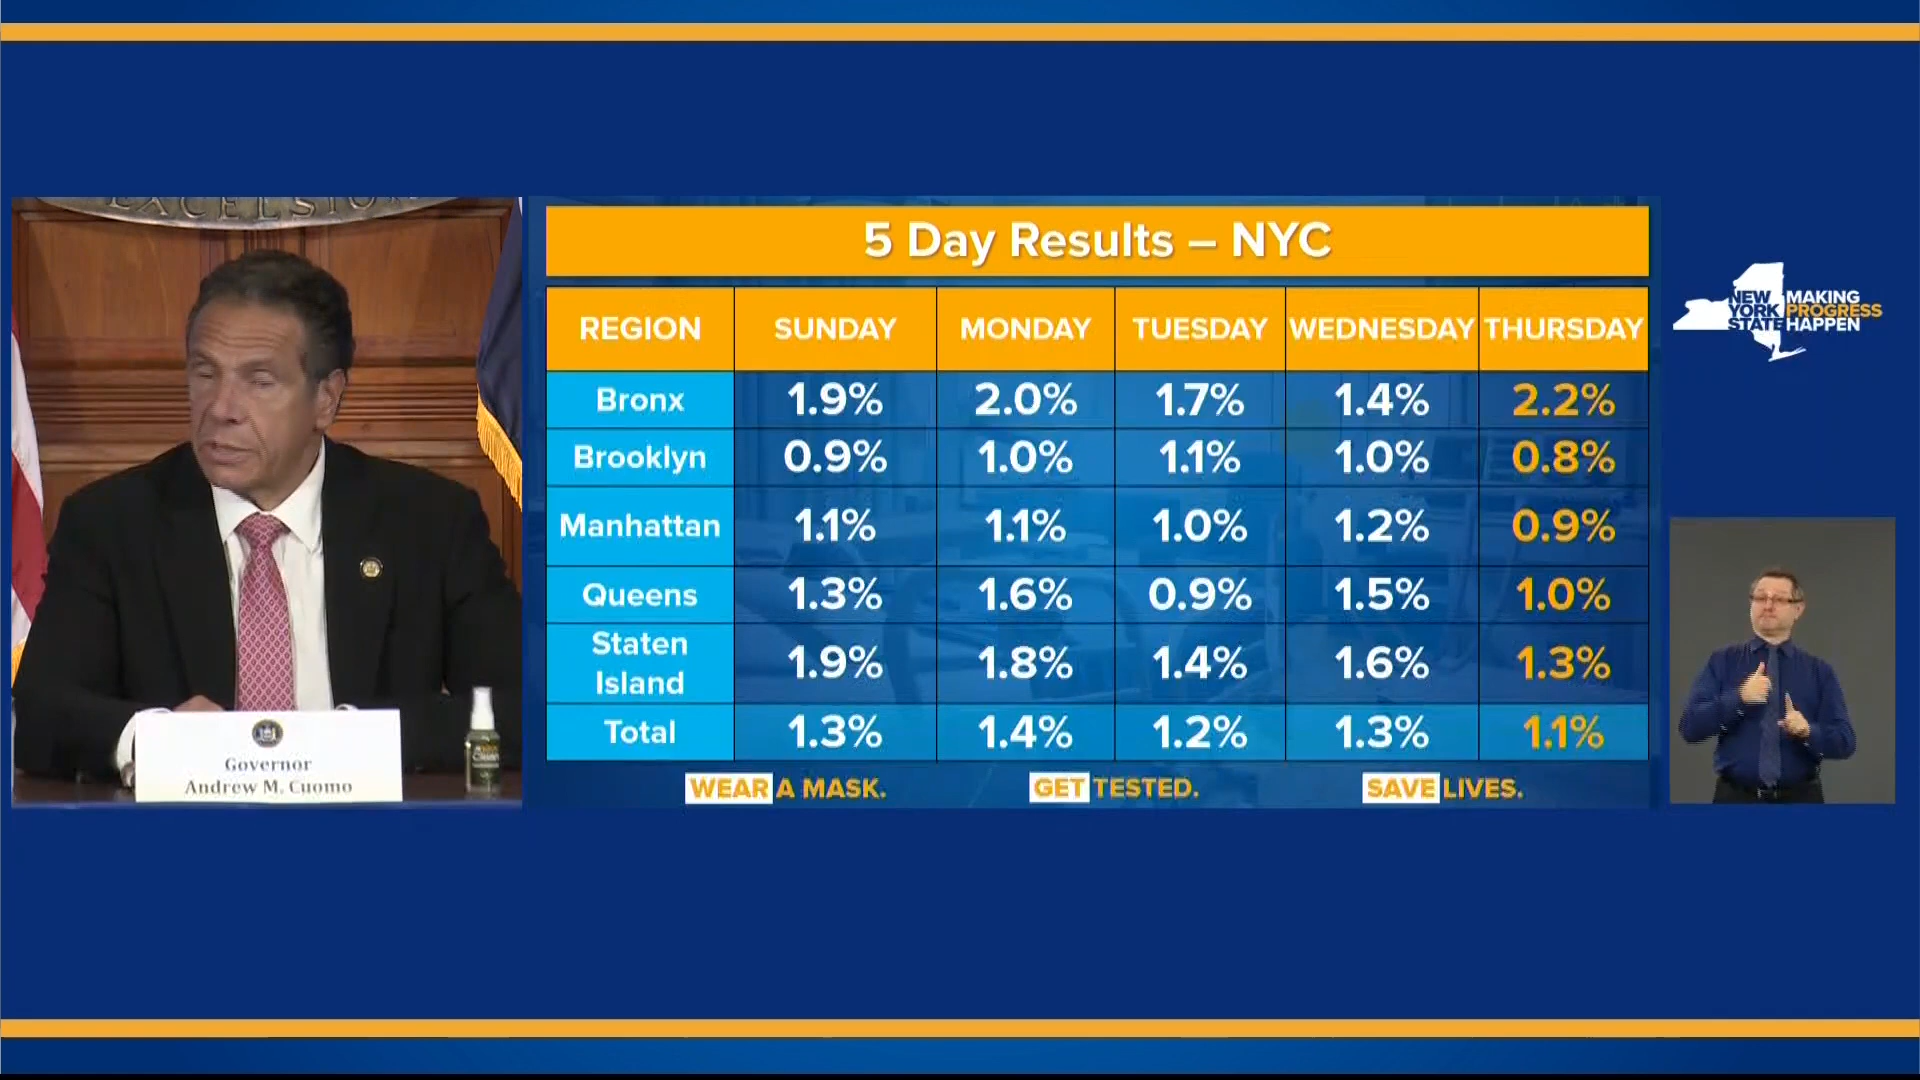 EXCELSIOR
5 Day Results – NYC
REGION SUNDAY MONDAY TUESDAY WEDNESDAY THURSDAY
Bronx 1.9% 2.0% 1.7% 1.4% 2.2%
Brooklyn 0.9% 1.0% 1.1% 1.0% 0.8%
Manhattan 1.1% 1.1% 1.0% 1.2% 0.9%
Queens 1.3% 1.6% 0.9% 1.5% 1.0%
Staten
Island 1.9% 1.8% 1.4% 1.6% 1.3%
Total 1.3% 1.4% 1.2% 1.3% 1.1%
WEAR A MASK. GET TESTED. SAVE LIVES.
Governor
Andrew M. Cuomo
NEW
YORK
STATE
MAKING
PROGRESS
HAPPEN